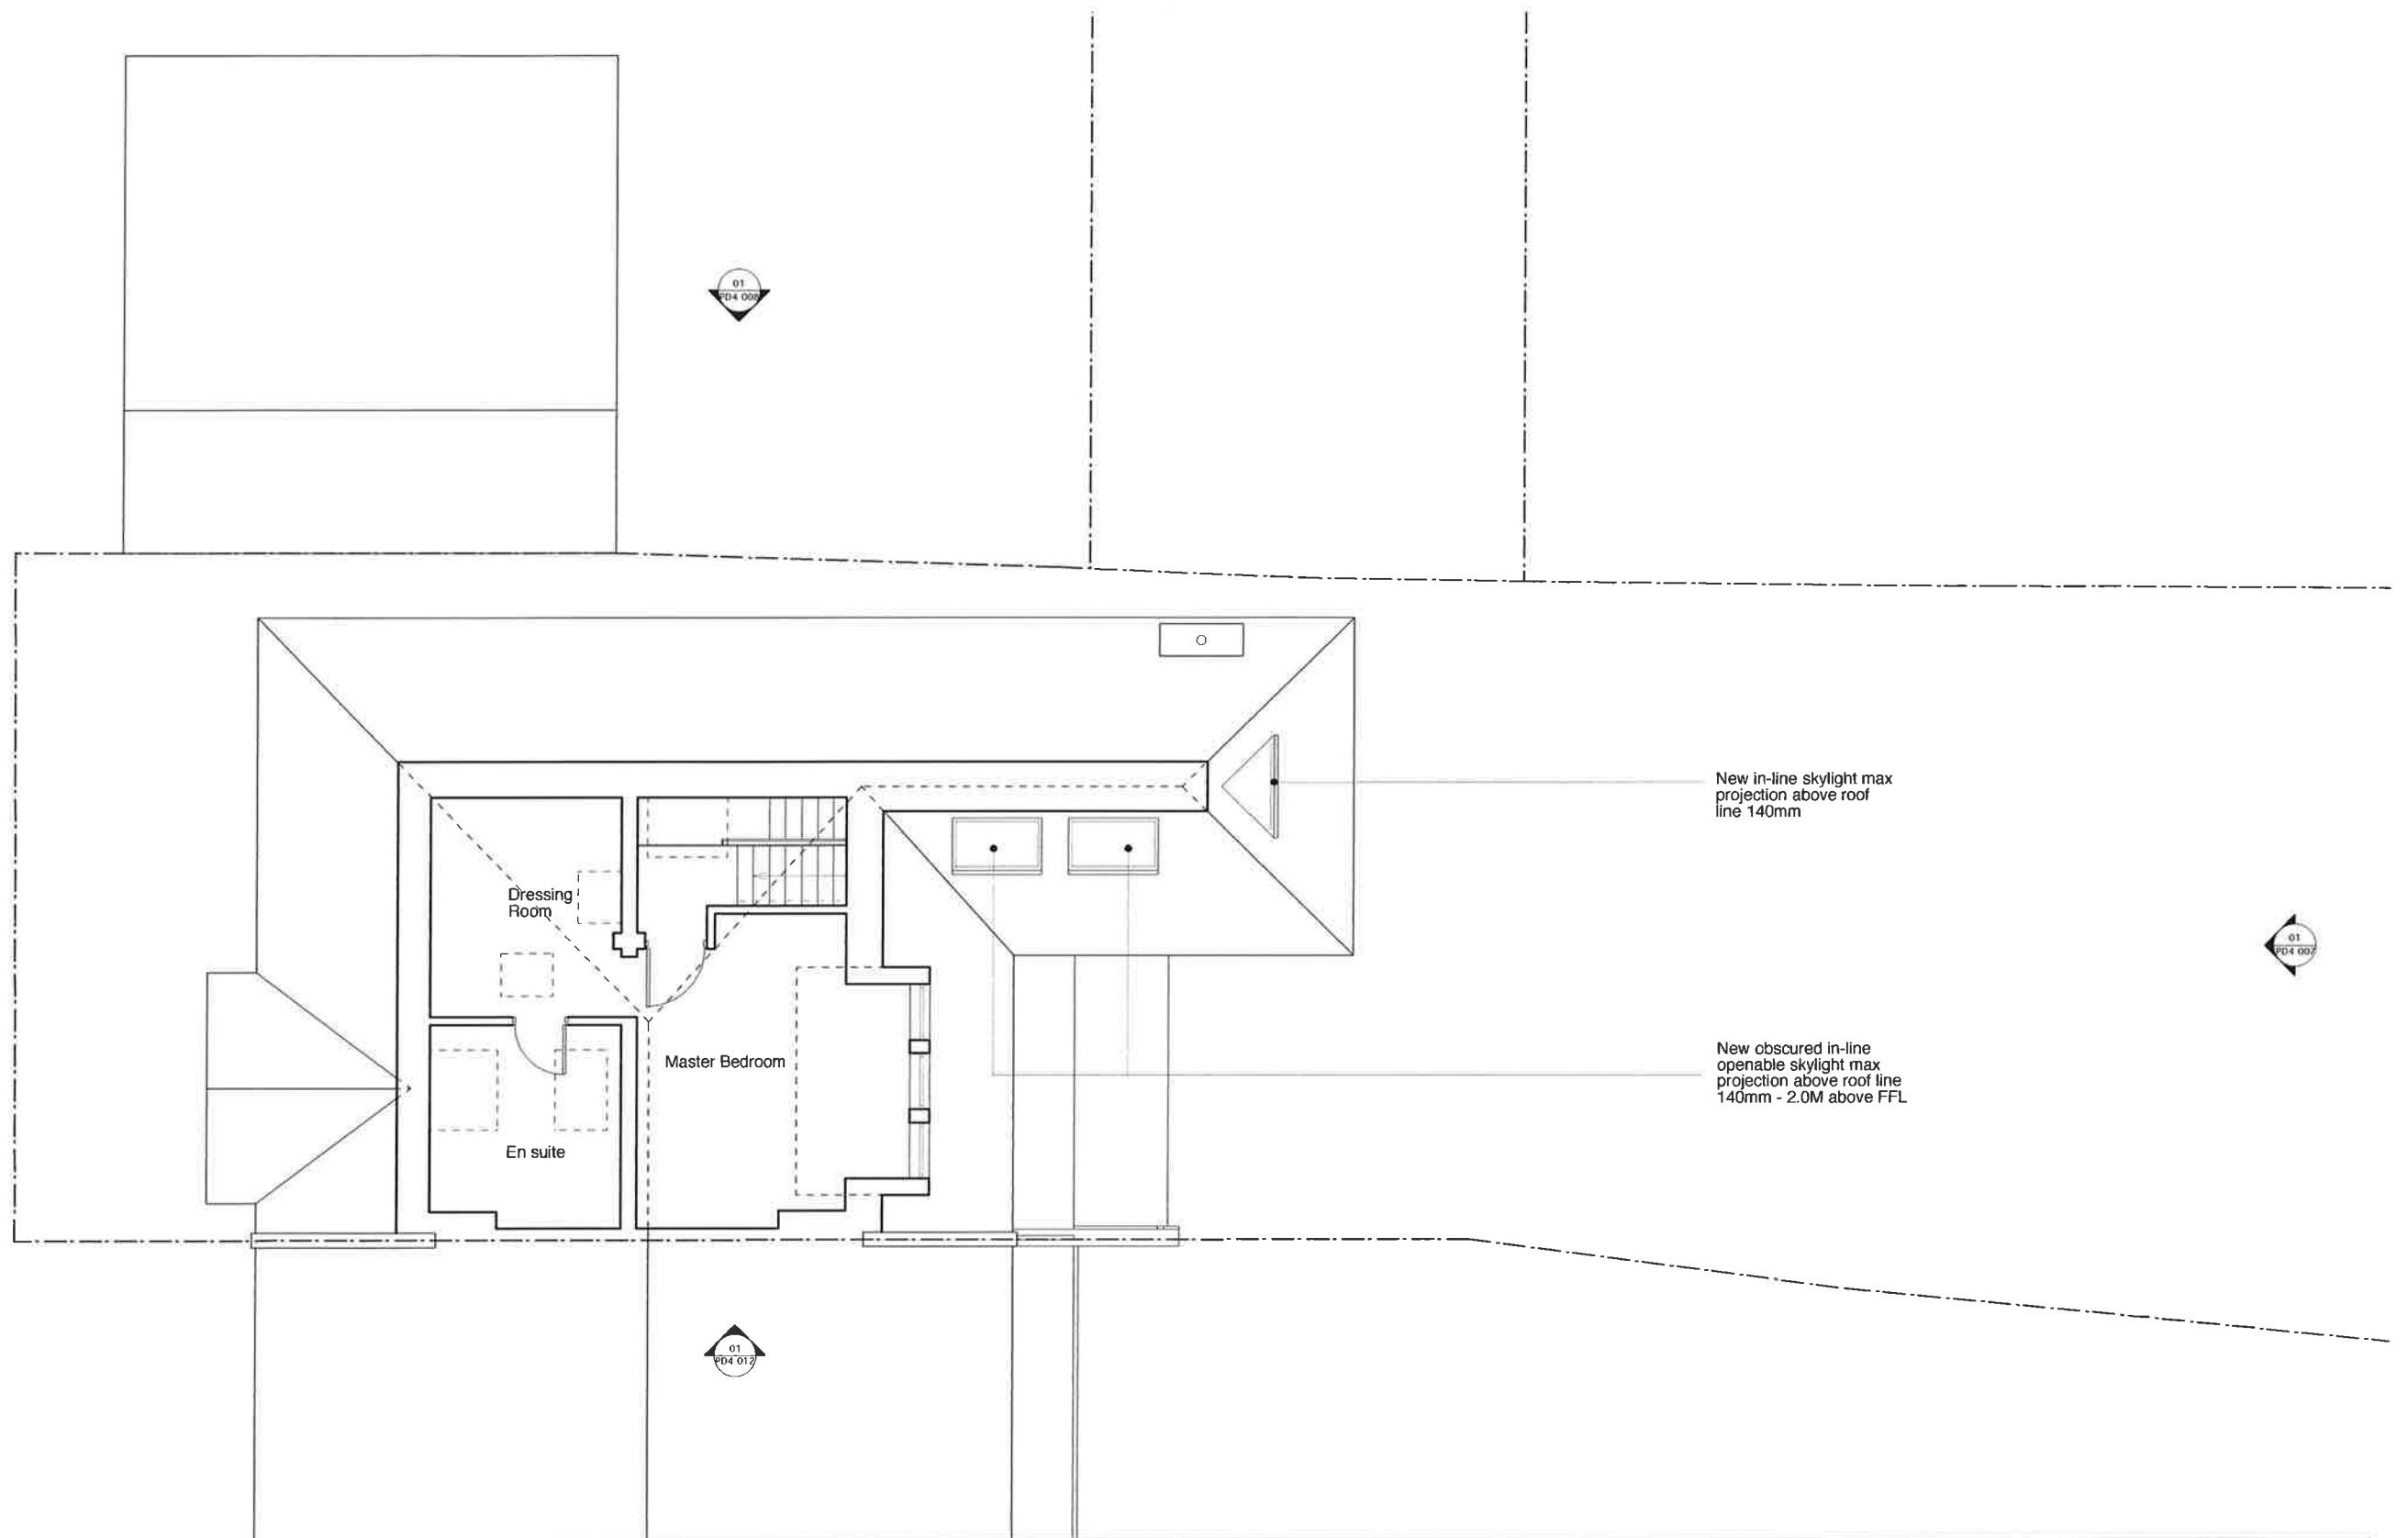 01
PD4 008
New in-line skylight max
projection above roof
line 140mm
Dressing
Room
01
PD4 007
New obscured in-line
openable skylight max
projection above roof line
140mm - 2.0M above FFL
Master Bedroom
En suite
01
PD4 012